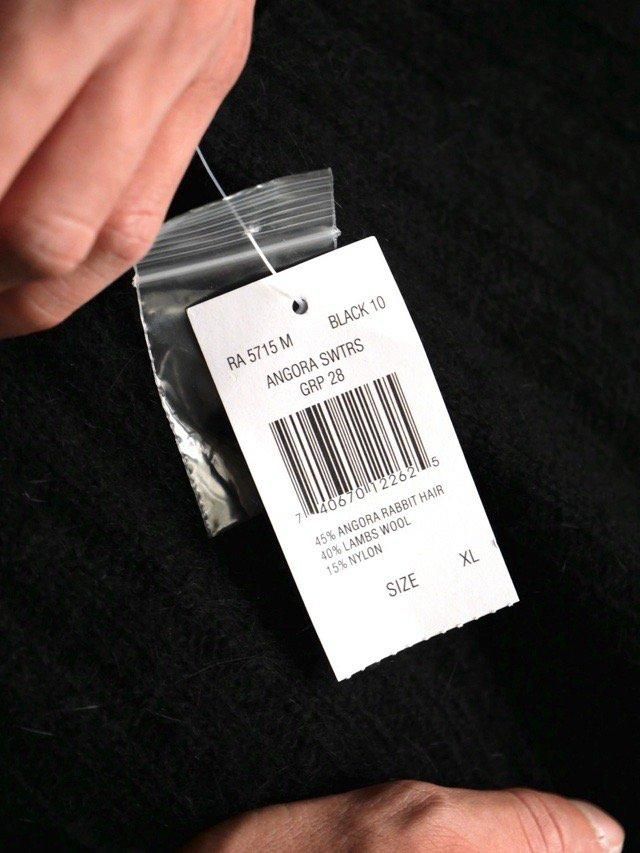 RA 5715 M BLACK 10
ANGORA SWTRS
GRP 28
7 40670 12262 5
45% ANGORA RABBIT HAIR
40% LAMBS WOOL
15% NYLON
SIZE XL